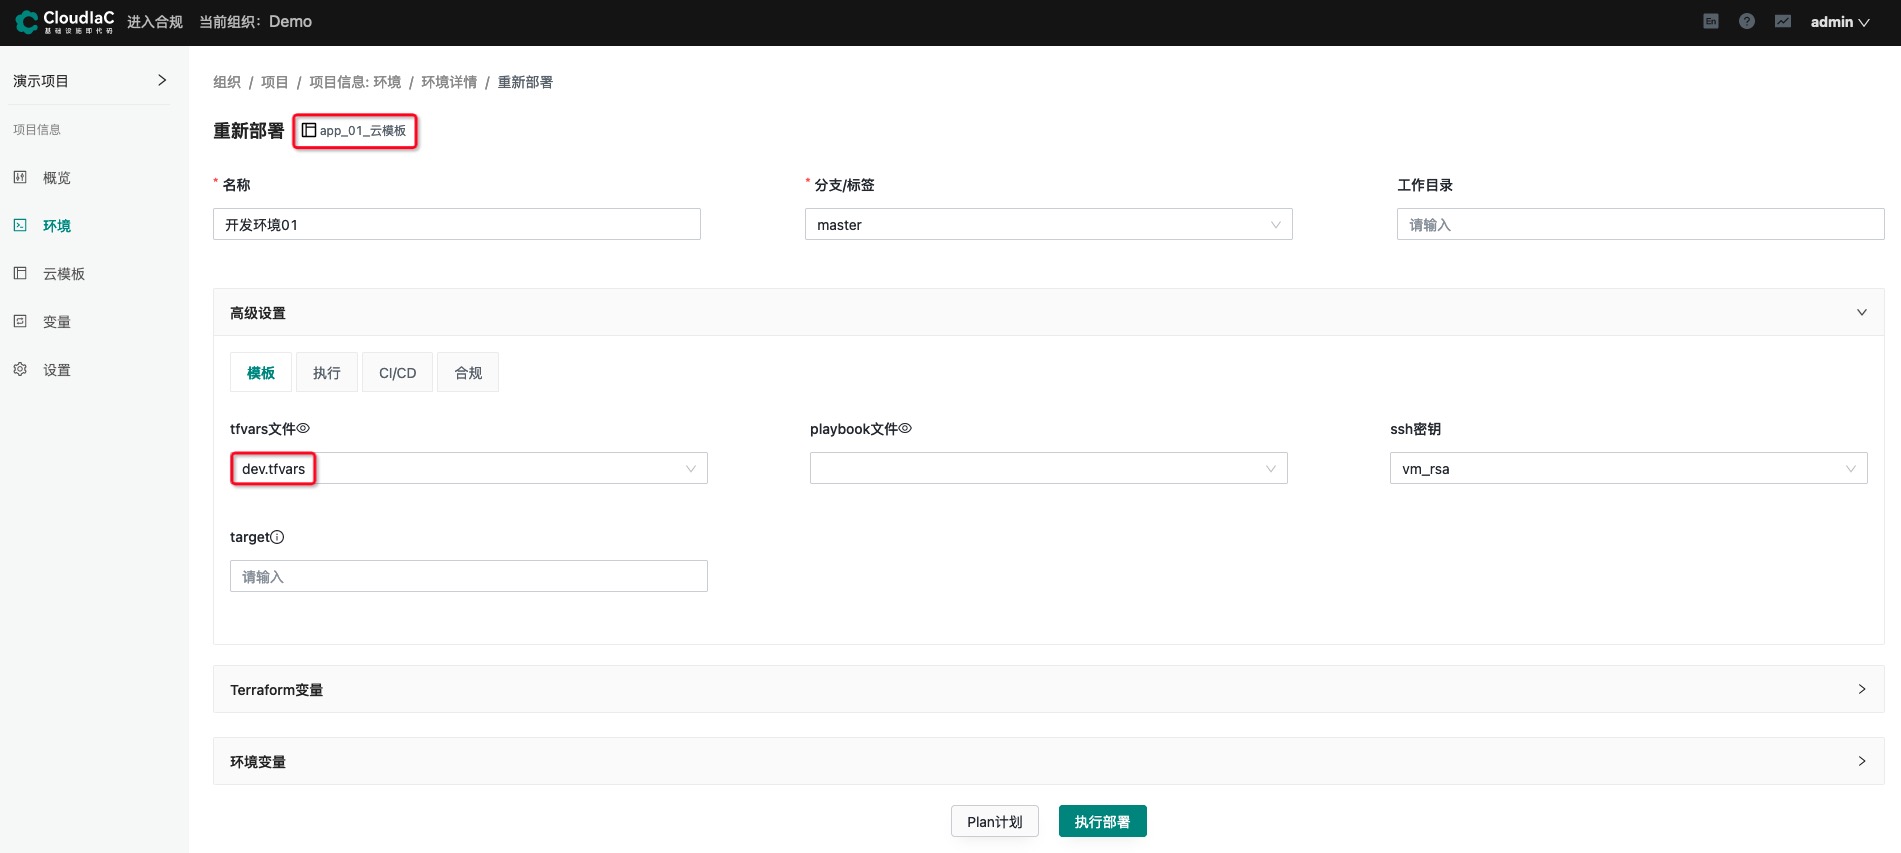 CloudIaC
基础设施即代码
进入合规 当前组织： Demo
En
?
admin
演示项目
项目信息
概览
环境
云模板
变量
设置
组织 / 项目 / 项目信息: 环境 / 环境详情 / 重新部署
重新部署 app_01_云模板
* 名称
开发环境01
* 分支/标签
master
工作目录
请输入
高级设置
模板 执行 CI/CD 合规
tfvars文件
dev.tfvars
playbook文件
ssh密钥
vm_rsa
target
请输入
Terraform变量
环境变量
Plan计划 执行部署